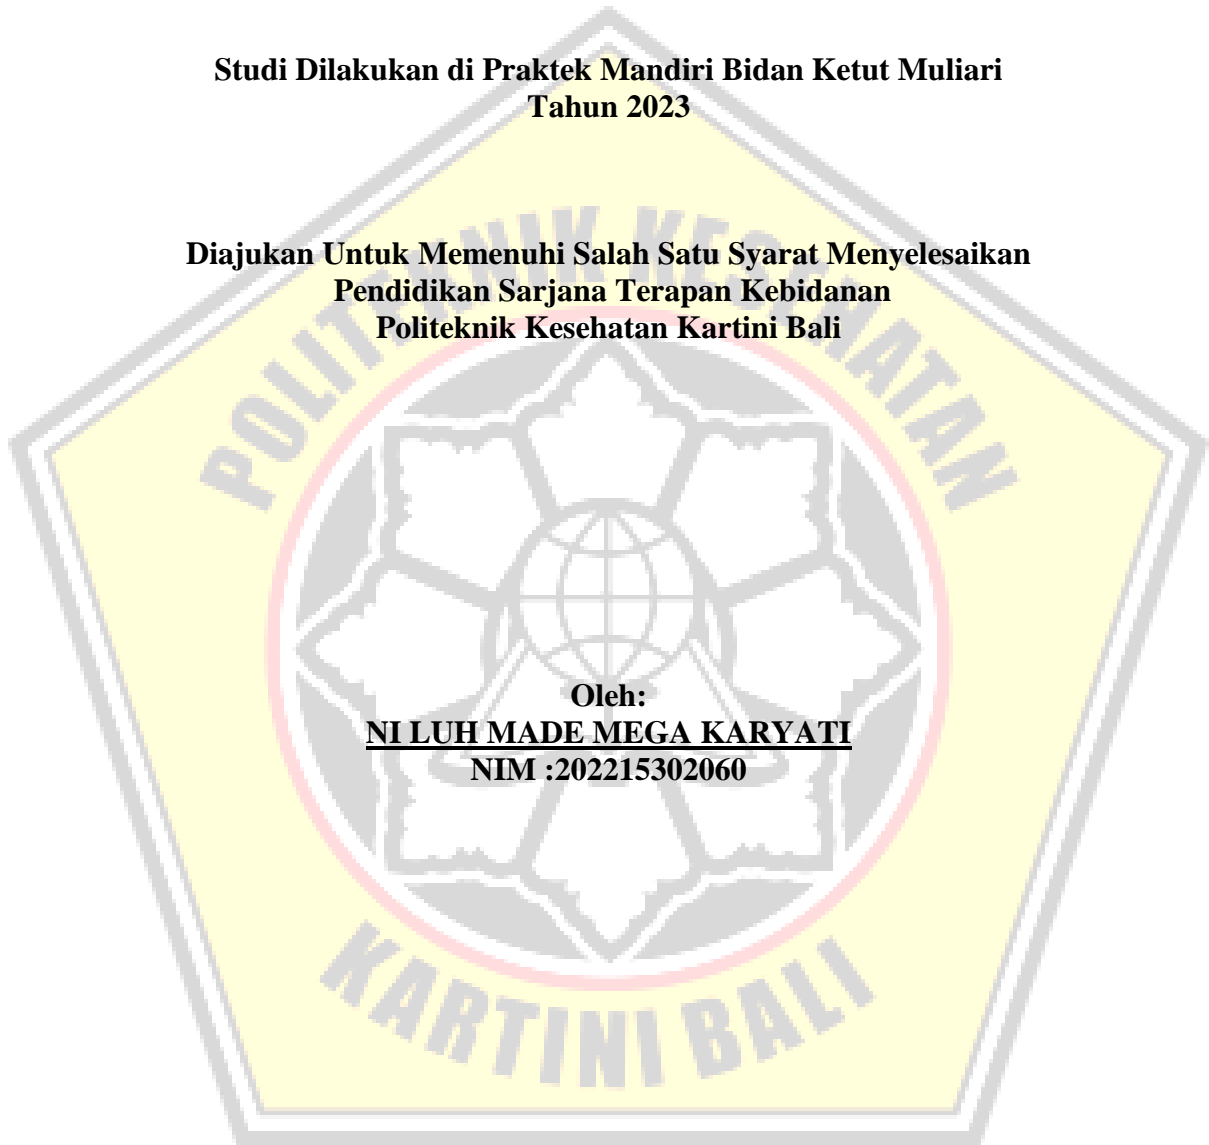 Studi Dilakukan di Praktek Mandiri Bidan Ketut Muliari
Tahun 2023
Diajukan Untuk Memenuhi Salah Satu Syarat Menyelesaikan
Pendidikan Sarjana Terapan Kebidanan
Politeknik Kesehatan Kartini Bali
POLITEKNIK KESEHATAN
Oleh:
NI LUH MADE MEGA KARYATI
NIM :202215302060
KARTINI BALI